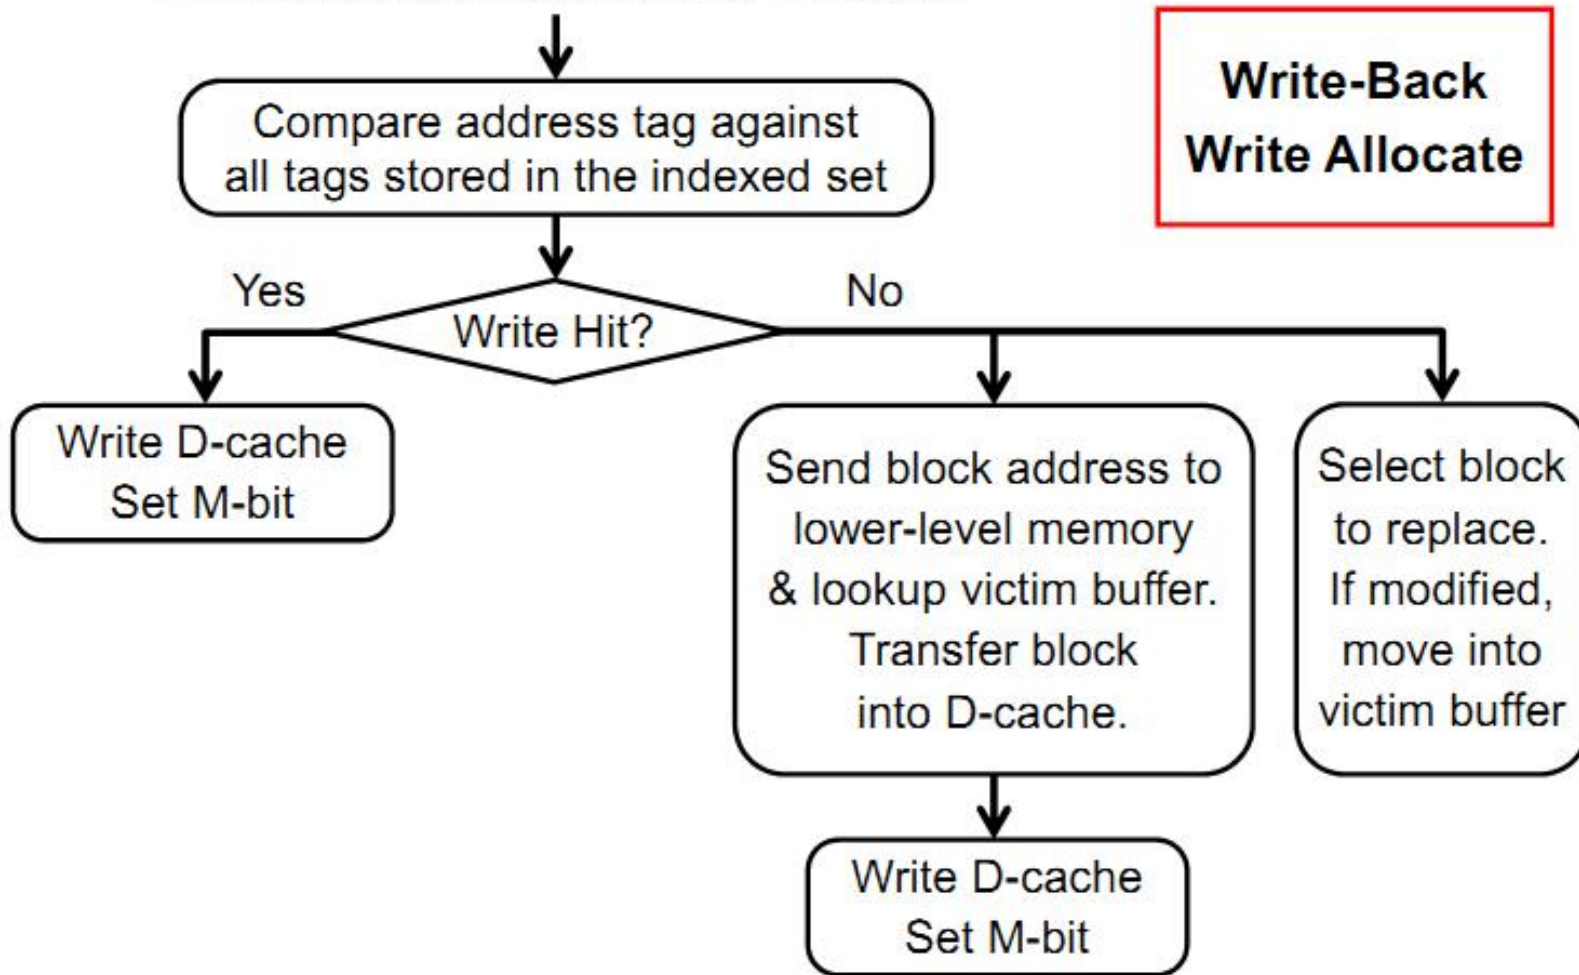 Write-Back
Write Allocate
Compare address tag against
all tags stored in the indexed set
Yes
No
Write Hit?
Write D-cache
Set M-bit
Send block address to
lower-level memory
& lookup victim buffer.
Transfer block
into D-cache.
Select block
to replace.
If modified,
move into
victim buffer
Write D-cache
Set M-bit